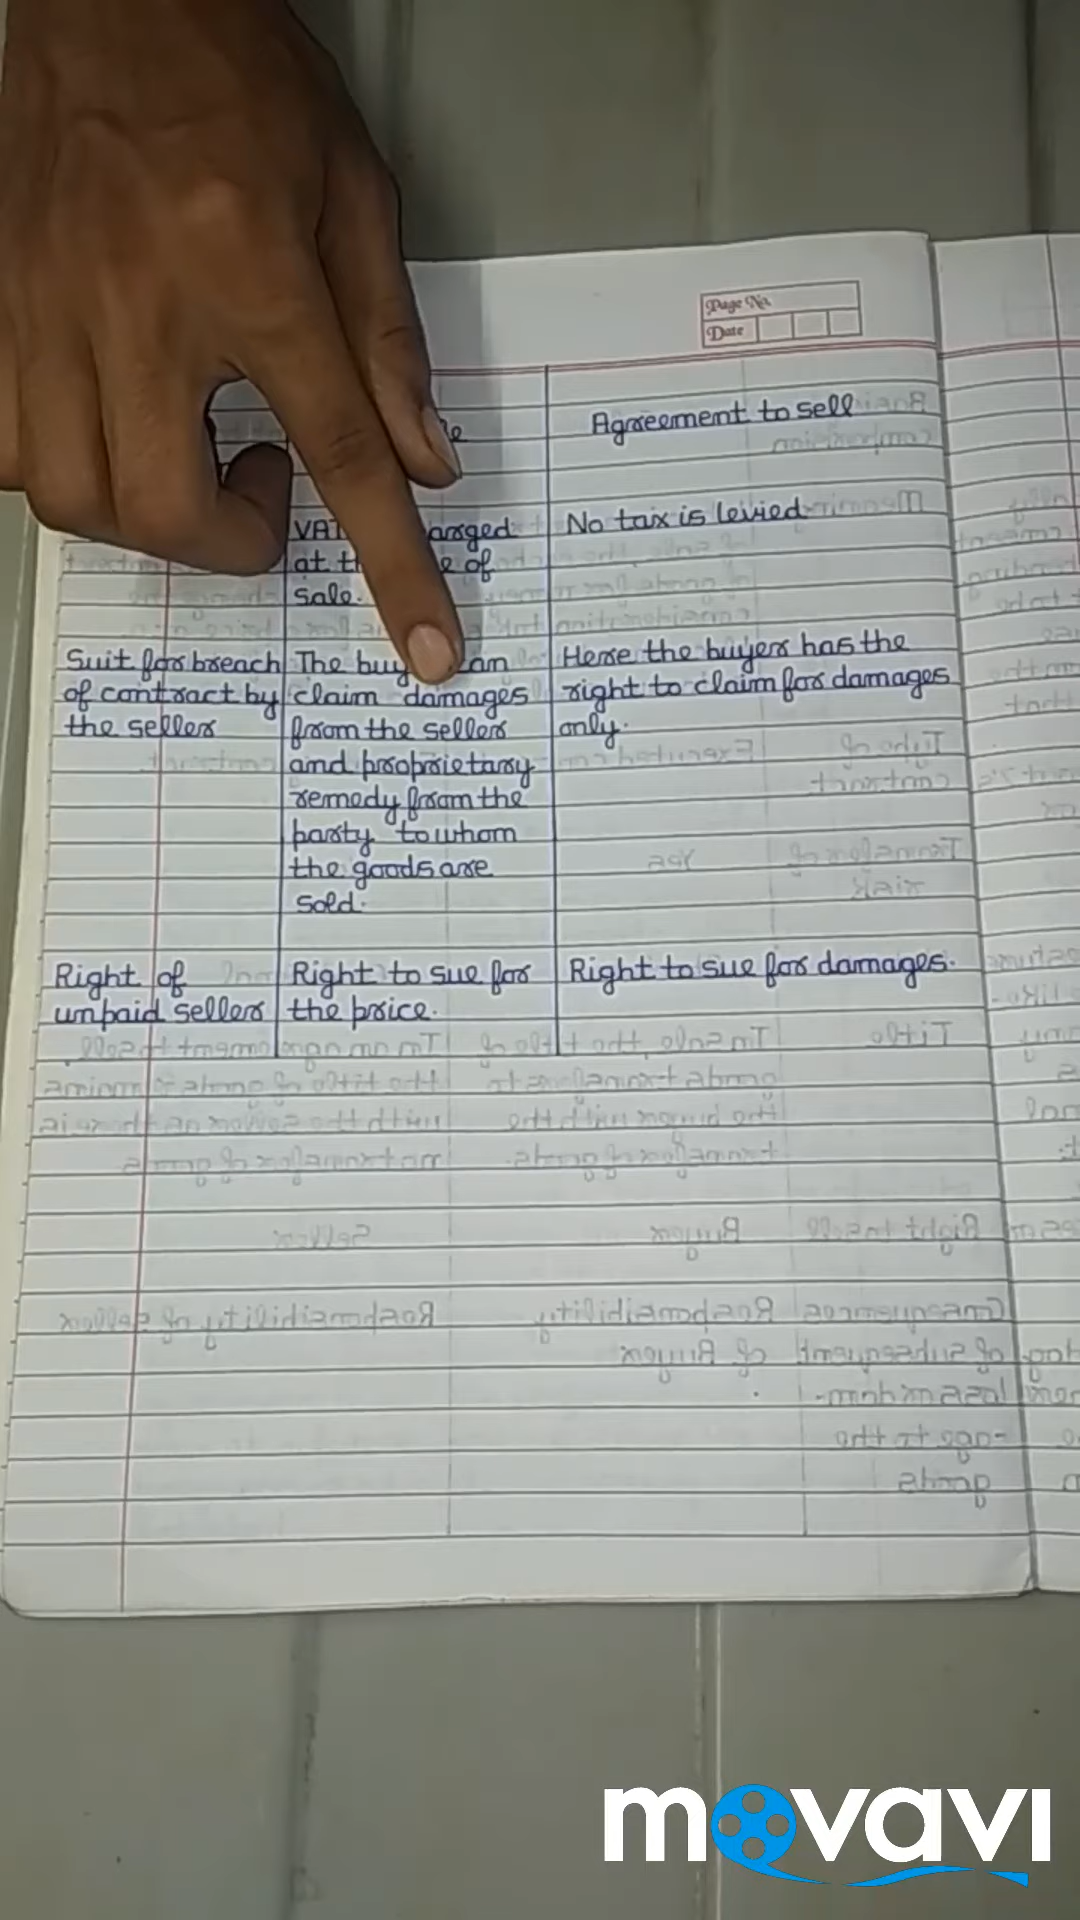 Page No.
Date
Agreement to sell
VAT arged
at th e of
sale.
No tax is levied
Suit for breach
of contract by
the seller
The buy can
claim damages
from the seller
and proprietary
remedy from the
party to whom
the goods are
sold.
Here the buyer has the
right to claim for damages
only.
Right of
unpaid seller
Right to sue for
the price.
Right to sue for damages.
movavi